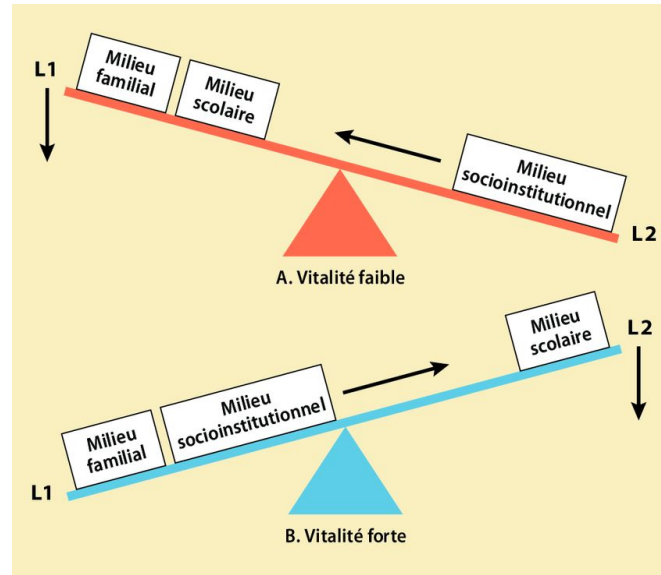 L1
Milieu
familial
Milieu
scolaire
Milieu
socioinstitutionnel
L2
A. Vitalité faible
Milieu
scolaire
L2
Milieu
socioinstitutionnel
Milieu
familial
L1
B. Vitalité forte